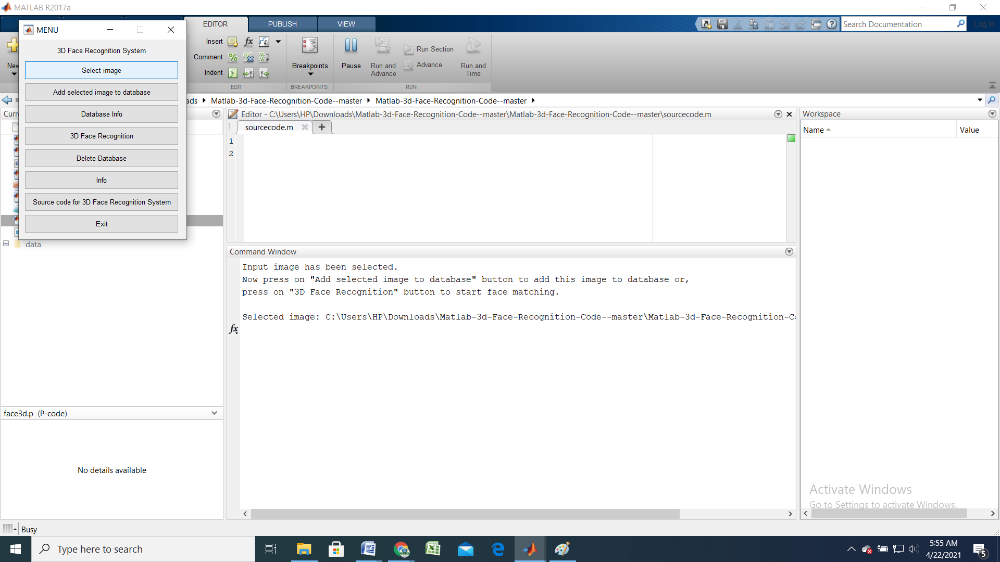 MATLAB R2017a
MENU
3D Face Recognition System
Select image
Add selected image to database
Database Info
3D Face Recognition
Delete Database
Info
Source code for 3D Face Recognition System
Exit
New
EDITOR
PUBLISH
VIEW
Search Documentation
Log In
Insert
Comment
Indent
Breakpoints
Pause
Run and
Advance
Run Section
Advance
Run and
Time
EDIT
BREAKPOINTS
RUN
ads
Matlab-3d-Face-Recognition-Code--master
Matlab-3d-Face-Recognition-Code--master
Curr
data
Editor - C:\Users\HP\Downloads\Matlab-3d-Face-Recognition-Code--master\Matlab-3d-Face-Recognition-Code--master\sourcecode.m
sourcecode.m
1
2
Workspace
Name
Value
Command Window
Input image has been selected.
Now press on "Add selected image to database" button to add this image to database or,
press on "3D Face Recognition" button to start face matching.
Selected image: C:\Users\HP\Downloads\Matlab-3d-Face-Recognition-Code--master\Matlab-3d-Face-Recognition-Co
fx
face3d.p (P-code)
No details available
Activate Windows
Go to Settings to activate Windows.
Busy
Type here to search
5:55 AM
4/22/2021
5